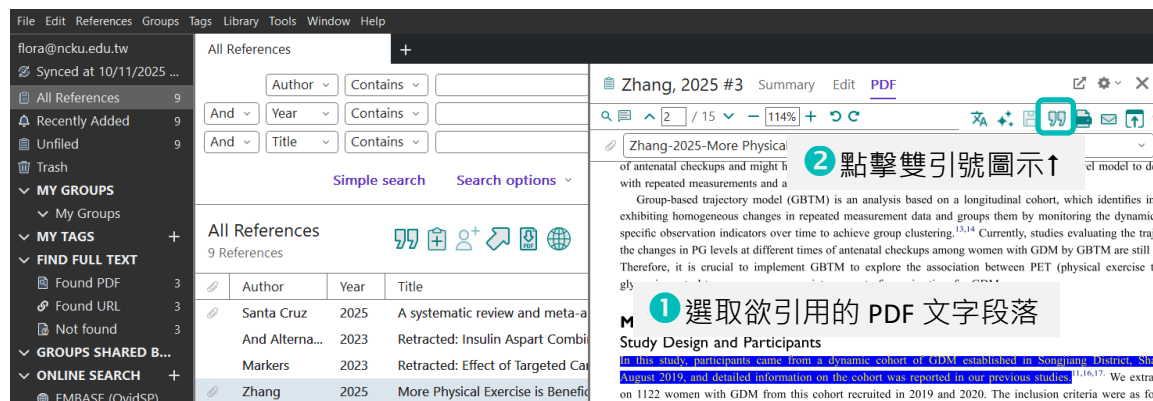 File Edit References Groups Tags Library Tools Window Help
flora@ncku.edu.tw
Synced at 10/11/2025 ...
All References 9
Recently Added 9
Unfiled 9
Trash
MY GROUPS
My Groups
MY TAGS +
FIND FULL TEXT
Found PDF 3
Found URL 3
Not found 3
GROUPS SHARED B...
ONLINE SEARCH +
EMBASE (OvidSP)
All References +
Author Contains
And Year Contains
And Title Contains
Simple search Search options
All References
9 References
Author Year Title
Santa Cruz 2025 A systematic review and meta-a
And Alterna... 2023 Retracted: Insulin Aspart Combi
Markers 2023 Retracted: Effect of Targeted Car
Zhang 2025 More Physical Exercise is Benefic
Zhang, 2025 #3 Summary Edit PDF
2 / 15 114%
Zhang-2025-More Physical
2 點擊雙引號圖示↑
of antenatal checkups and might h
el model to de
with repeated measurements and a
Group-based trajectory model (GBTM) is an analysis based on a longitudinal cohort, which identifies in
exhibiting homogeneous changes in repeated measurement data and groups them by monitoring the dynamic
specific observation indicators over time to achieve group clustering.13,14 Currently, studies evaluating the traj
the changes in PG levels at different times of antenatal checkups among women with GDM by GBTM are still
Therefore, it is crucial to implement GBTM to explore the association between PET (physical exercise t
1 選取欲引用的 PDF 文字段落
M
Study Design and Participants
In this study, participants came from a dynamic cohort of GDM established in Songjiang District, Sha
August 2019, and detailed information on the cohort was reported in our previous studies.11,16,17. We extra
on 1122 women with GDM from this cohort recruited in 2019 and 2020. The inclusion criteria were as fo